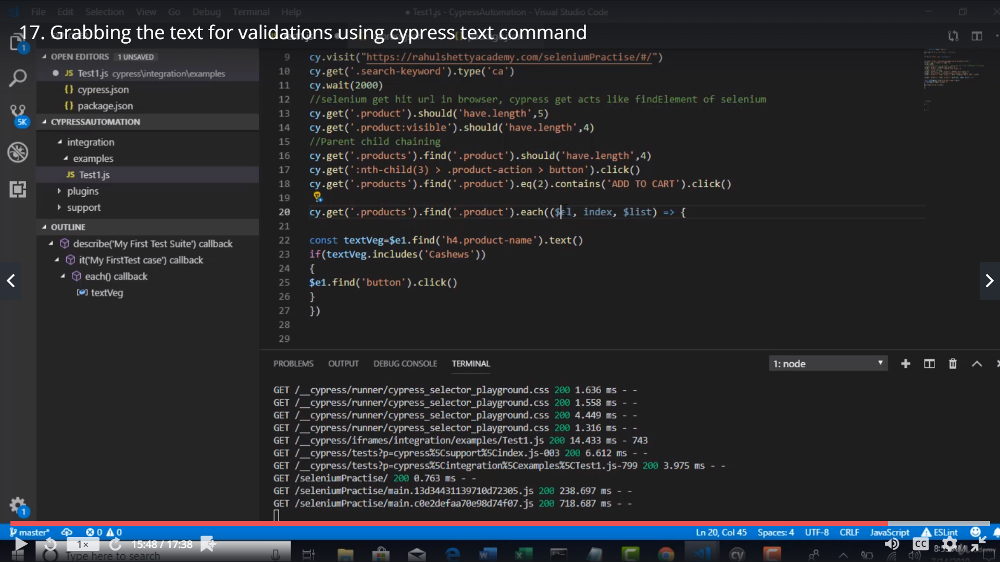 File Edit Selection View Go Debug Terminal Help
● Test1.js - CypressAutomation - Visual Studio Code
17. Grabbing the text for validations using cypress text command
OPEN EDITORS 1 UNSAVED
JS Test1.js cypress\integration\examples
{} cypress.json
{} package.json
CYPRESSAUTOMATION
integration
examples
JS Test1.js
plugins
support
OUTLINE
describe('My First Test Suite') callback
it('My FirstTest case') callback
each() callback
textVeg
1
5K
1
9 cy.visit("https://rahulshettyacademy.com/seleniumPractise/#/")
10 cy.get('.search-keyword').type('ca')
11 cy.wait(2000)
12 //selenium get hit url in browser, cypress get acts like findElement of selenium
13 cy.get('.product').should('have.length',5)
14 cy.get('.product:visible').should('have.length',4)
15 //Parent child chaining
16 cy.get('.products').find('.product').should('have.length',4)
17 cy.get(':nth-child(3) > .product-action > button').click()
18 cy.get('.products').find('.product').eq(2).contains('ADD TO CART').click()
19
20 cy.get('.products').find('.product').each(($el, index, $list) => {
21
22 const textVeg=$e1.find('h4.product-name').text()
23 if(textVeg.includes('Cashews'))
24 {
25 $e1.find('button').click()
26 }
27 })
28
29
PROBLEMS OUTPUT DEBUG CONSOLE TERMINAL
1: node
GET /__cypress/runner/cypress_selector_playground.css 200 1.636 ms - -
GET /__cypress/runner/cypress_selector_playground.css 200 1.558 ms - -
GET /__cypress/runner/cypress_selector_playground.css 200 4.449 ms - -
GET /__cypress/runner/cypress_selector_playground.css 200 1.316 ms - -
GET /__cypress/iframes/integration/examples/Test1.js 200 14.433 ms - 743
GET /__cypress/tests?p=cypress%5Csupport%5Cindex.js-003 200 6.612 ms - -
GET /__cypress/tests?p=cypress%5Cintegration%5Cexamples%5CTest1.js-799 200 3.975 ms - -
GET /seleniumPractise/ 200 0.763 ms - -
GET /seleniumPractise/main.13d34431139710d72305.js 200 238.697 ms - -
GET /seleniumPractise/main.c0e2defaa70e98d74f07.js 200 718.687 ms - -
master* 0 0
Ln 20, Col 45 Spaces: 4 UTF-8 CRLF JavaScript ESLint
1× 15:48 / 17:38
CC
Type here to search
cy